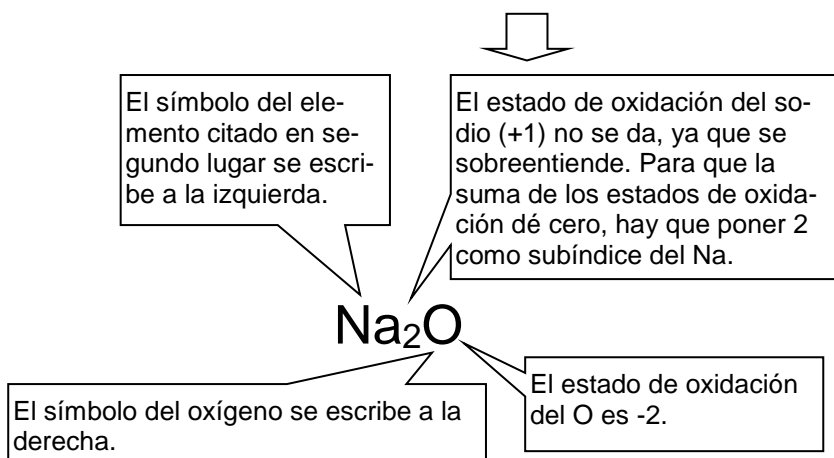 El símbolo del ele-
mento citado en se-
gundo lugar se escri-
be a la izquierda.
El estado de oxidación del so-
dio (+1) no se da, ya que se
sobreentiende. Para que la
suma de los estados de oxida-
ción dé cero, hay que poner 2
como subíndice del Na.
Na₂O
El símbolo del oxígeno se escribe a la
derecha.
El estado de oxidación
del O es -2.